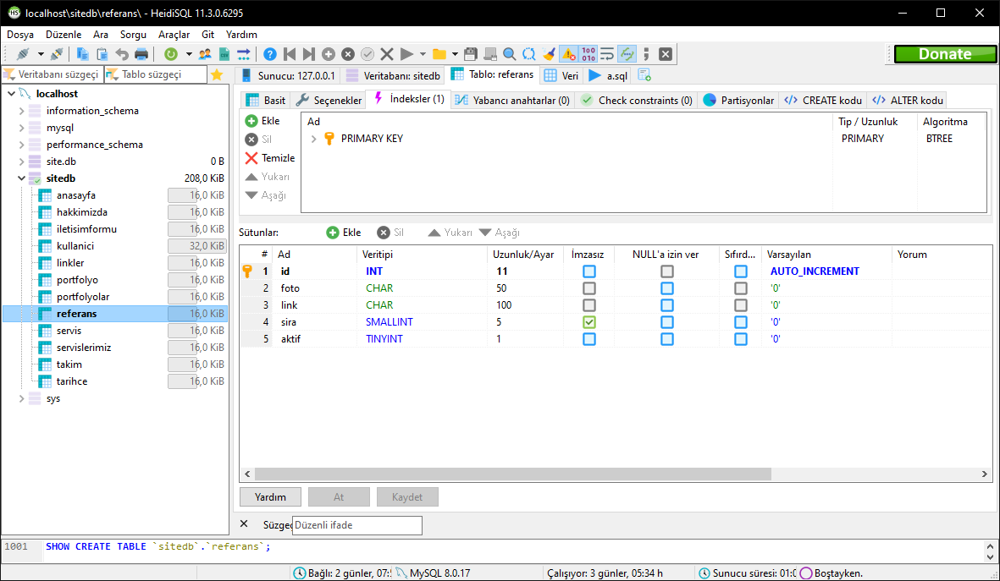 localhost\sitedb\referans\ - HeidiSQL 11.3.0.6295
Dosya Düzenle Ara Sorgu Araçlar Git Yardım
Donate
Veritabanı süzgeci Tablo süzgeci
Sunucu: 127.0.0.1 Veritabanı: sitedb Tablo: referans Veri a.sql
localhost
information_schema
mysql
performance_schema
site.db 0 B
sitedb 208,0 KiB
anasayfa 16,0 KiB
hakkimizda 16,0 KiB
iletisimformu 16,0 KiB
kullanici 32,0 KiB
linkler 16,0 KiB
portfolyo 16,0 KiB
portfolyolar 16,0 KiB
referans 16,0 KiB
servis 16,0 KiB
servislerimiz 16,0 KiB
takim 16,0 KiB
tarihce 16,0 KiB
sys
Basit Seçenekler İndeksler (1) Yabancı anahtarlar (0) Check constraints (0) Partisyonlar CREATE kodu ALTER kodu
Ekle
Sil
Temizle
Yukarı
Aşağı
Ad Tip / Uzunluk Algoritma
PRIMARY KEY PRIMARY BTREE
Sütunlar: Ekle Sil Yukarı Aşağı
# Ad Veritipi Uzunluk/Ayar İmzasız NULL'a izin ver Sıfırd... Varsayılan Yorum
1 id INT 11 AUTO_INCREMENT
2 foto CHAR 50 '0'
3 link CHAR 100 '0'
4 sira SMALLINT 5 '0'
5 aktif TINYINT 1 '0'
Yardım At Kaydet
Süzgeç Düzenli ifade
1001 SHOW CREATE TABLE `sitedb`.`referans`;
Bağlı: 2 günler, 07:5 MySQL 8.0.17 Çalışıyor: 3 günler, 05:34 h Sunucu süresi: 01:0 Boştayken.